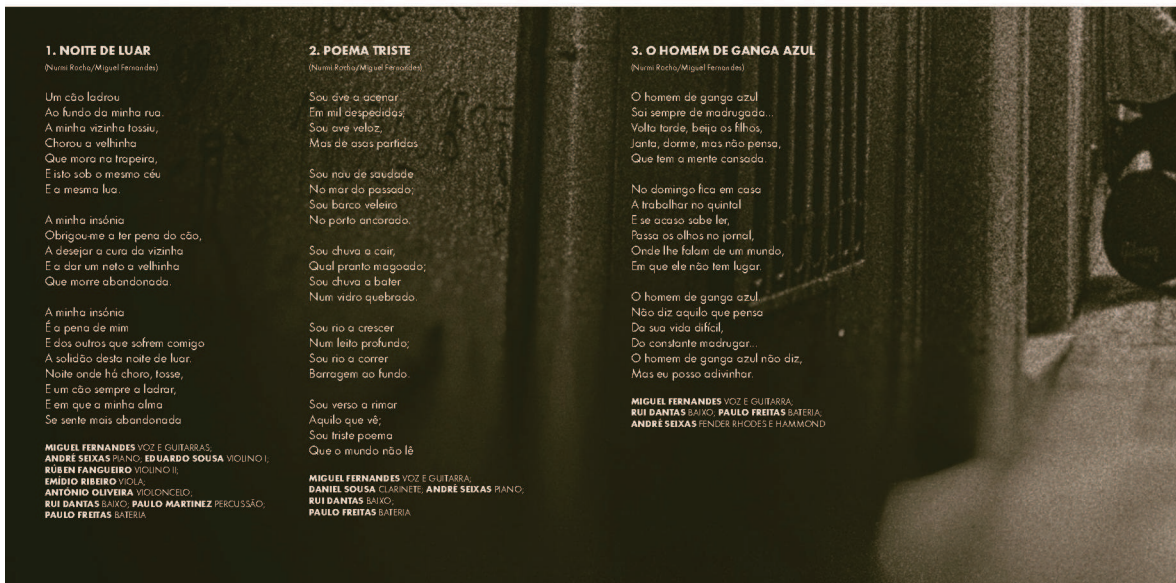 1. NOITE DE LUAR
(Nurmi Rocha/Miguel Fernandes)
Um cão ladrou
Ao fundo da minha rua.
A minha vizinha tossiu,
Chorou a velhinha
Que mora na trapeira,
E isto sob o mesmo céu
E a mesma lua.
A minha insónia
Obrigou-me a ter pena do cão,
A desejar a cura da vizinha
E a dar um neto a velhinha
Que morre abandonada.
A minha insónia
É a pena de mim
E dos outros que sofrem comigo
A solidão desta noite de luar.
Noite onde há choro, tosse,
E um cão sempre a ladrar,
E em que a minha alma
Se sente mais abandonada
MIGUEL FERNANDES VOZ E GUITARRAS;
ANDRÉ SEIXAS PIANO; EDUARDO SOUSA VIOLINO I;
RÚBEN FANGUEIRO VIOLINO II;
EMÍDIO RIBEIRO VIOLA;
ANTÓNIO OLIVEIRA VIOLONCELO;
RUI DANTAS BAIXO; PAULO MARTINEZ PERCUSSÃO;
PAULO FREITAS BATERIA
2. POEMA TRISTE
(Nurmi Rocha/Miguel Fernandes)
Sou ave a acenar
Em mil despedidas;
Sou ave veloz,
Mas de asas partidas
Sou nau de saudade
No mar do passado;
Sou barco veleiro
No porto ancorado.
Sou chuva a cair,
Qual pranto magoado;
Sou chuva a bater
Num vidro quebrado.
Sou rio a crescer
Num leito profundo;
Sou rio a correr
Barragem ao fundo.
Sou verso a rimar
Aquilo que vê;
Sou triste poema
Que o mundo não lê
MIGUEL FERNANDES VOZ E GUITARRA;
DANIEL SOUSA CLARINETE; ANDRÉ SEIXAS PIANO;
RUI DANTAS BAIXO;
PAULO FREITAS BATERIA
3. O HOMEM DE GANGA AZUL
(Nurmi Rocha/Miguel Fernandes)
O homem de ganga azul
Sai sempre de madrugada...
Volta tarde, beija os filhos,
Janta, dorme, mas não pensa,
Que tem a mente cansada.
No domingo fica em casa
A trabalhar no quintal
E se acaso sabe ler,
Passa os olhos no jornal,
Onde lhe falam de um mundo,
Em que ele não tem lugar.
O homem de ganga azul
Não diz aquilo que pensa
Da sua vida difícil,
Do constante madrugar...
O homem de ganga azul não diz,
Mas eu posso adivinhar.
MIGUEL FERNANDES VOZ E GUITARRA;
RUI DANTAS BAIXO; PAULO FREITAS BATERIA;
ANDRÉ SEIXAS FENDER RHODES E HAMMOND